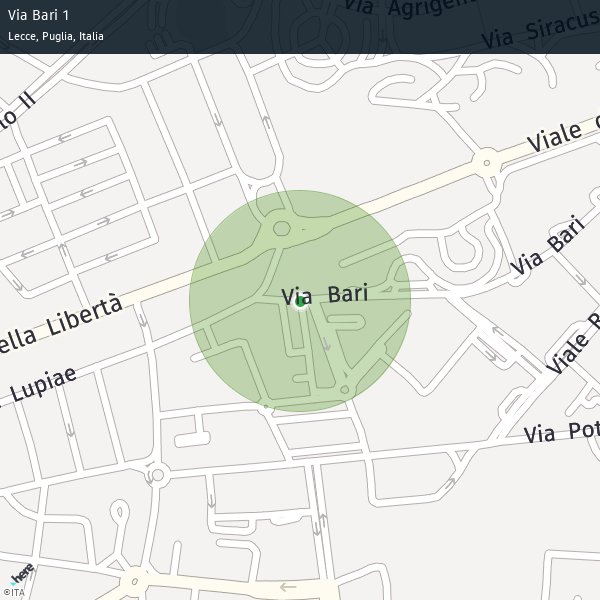 Via Bari 1
Lecce, Puglia, Italia
Via Agrigen
Via Siracus
lo II
Viale
Via Bari
Via Bari
ella Libertà
Viale B
Lupiae
Via Pot
here
©ITA